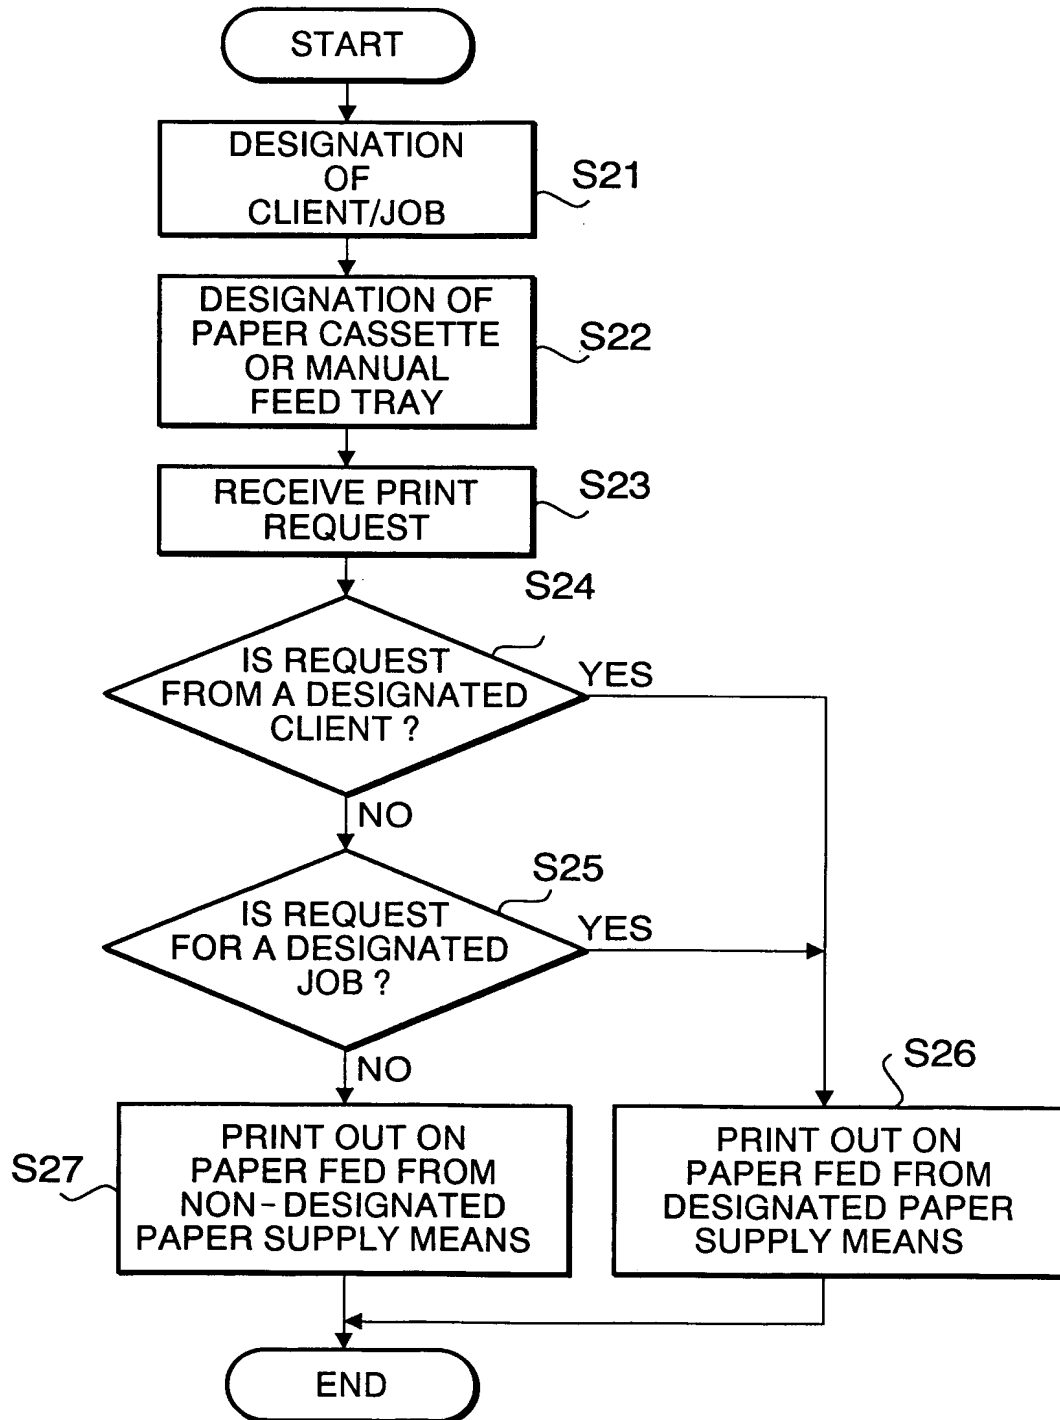 START
DESIGNATION
OF
CLIENT/JOB
S21
DESIGNATION OF
PAPER CASSETTE
OR MANUAL
FEED TRAY
S22
RECEIVE PRINT
REQUEST
S23
S24
IS REQUEST
FROM A DESIGNATED
CLIENT ?
YES
NO
S25
IS REQUEST
FOR A DESIGNATED
JOB ?
YES
NO
S27
PRINT OUT ON
PAPER FED FROM
NON-DESIGNATED
PAPER SUPPLY MEANS
S26
PRINT OUT ON
PAPER FED FROM
DESIGNATED PAPER
SUPPLY MEANS
END